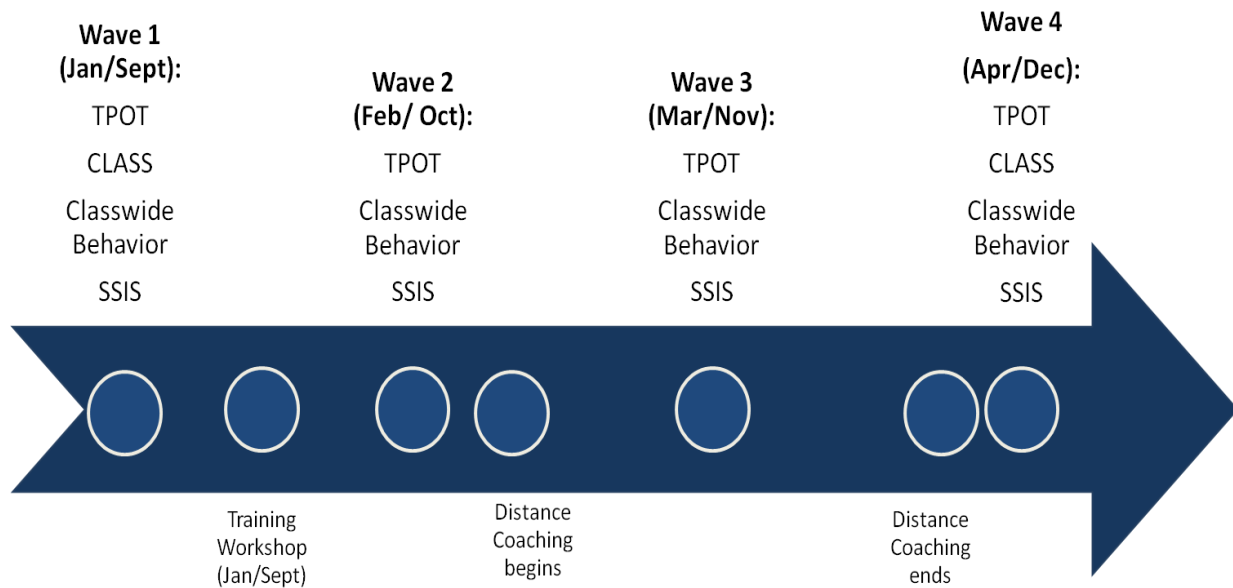 Wave 1
(Jan/Sept):
TPOT
CLASS
Classwide
Behavior
SSIS
Wave 2
(Feb/ Oct):
TPOT
Classwide
Behavior
SSIS
Wave 3
(Mar/Nov):
TPOT
Classwide
Behavior
SSIS
Wave 4
(Apr/Dec):
TPOT
CLASS
Classwide
Behavior
SSIS
Training
Workshop
(Jan/Sept)
Distance
Coaching
begins
Distance
Coaching
ends